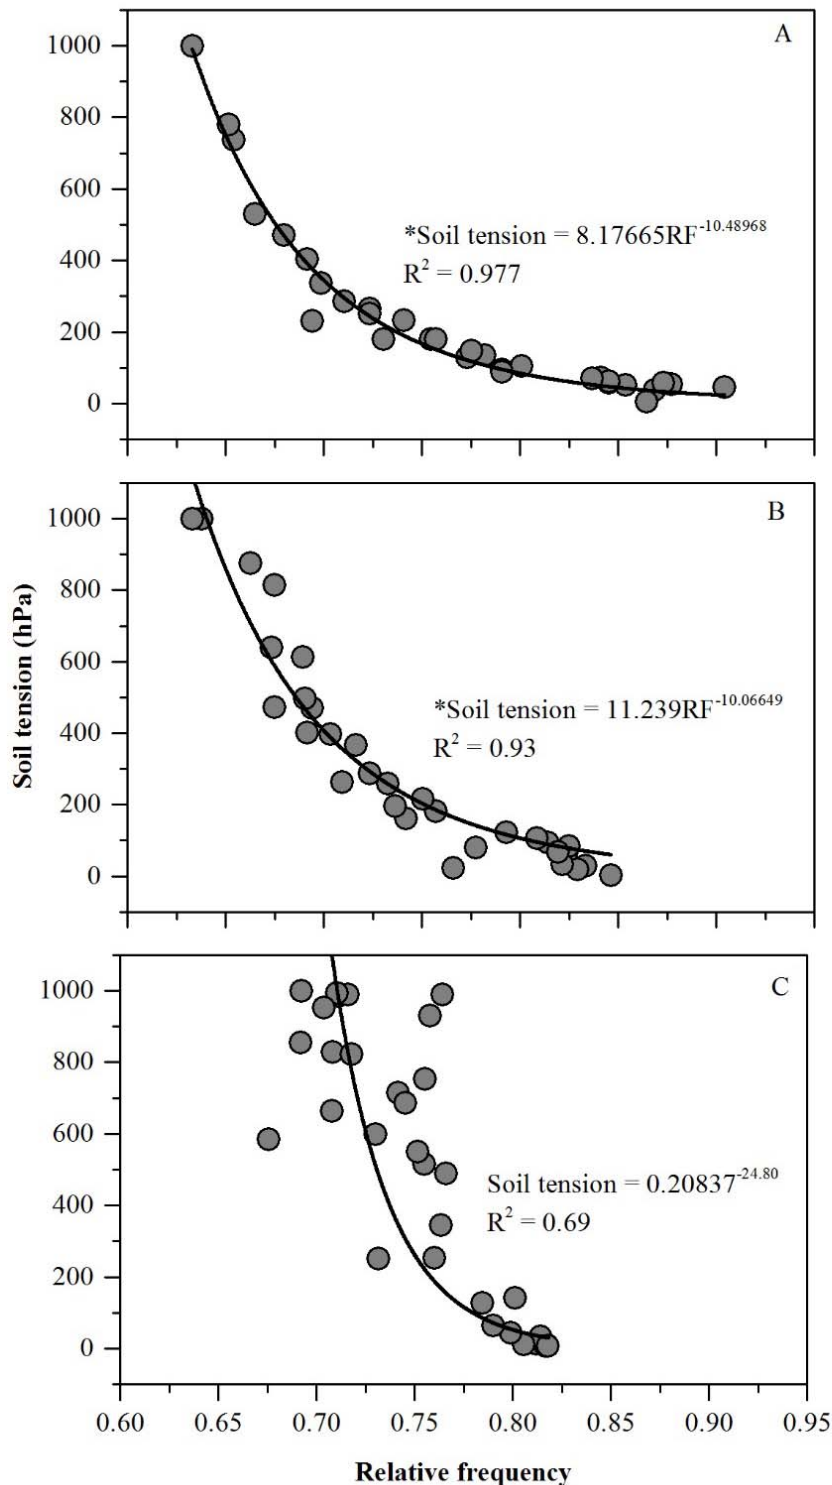 A
1000
800
600
400
200
0
*Soil tension = 8.17665RF^-10.48968
R² = 0.977
B
1000
800
600
400
200
0
*Soil tension = 11.239RF^-10.06649
R² = 0.93
Soil tension (hPa)
C
1000
800
600
400
200
0
Soil tension = 0.20837^-24.80
R² = 0.69
0.60 0.65 0.70 0.75 0.80 0.85 0.90 0.95
Relative frequency